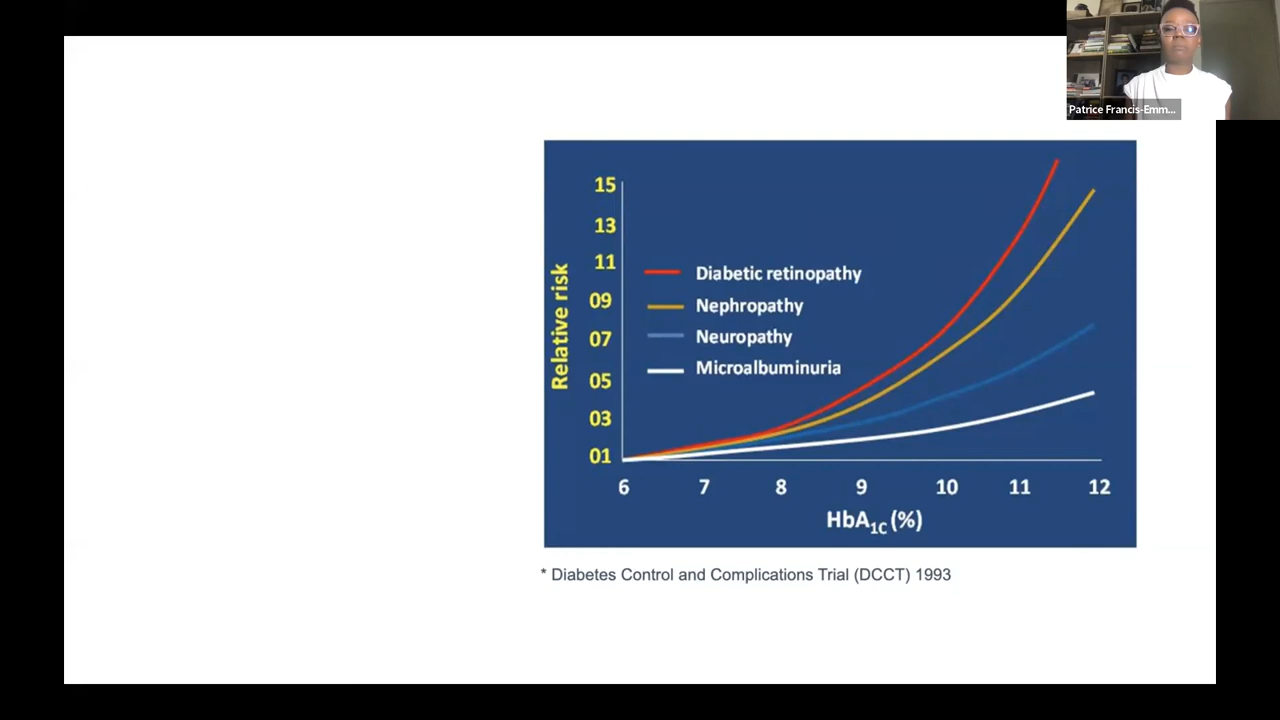 Patrice Francis-Emm...
15
13
11
09
07
05
03
01
Relative risk
Diabetic retinopathy
Nephropathy
Neuropathy
Microalbuminuria
6 7 8 9 10 11 12
HbA1C (%)
* Diabetes Control and Complications Trial (DCCT) 1993